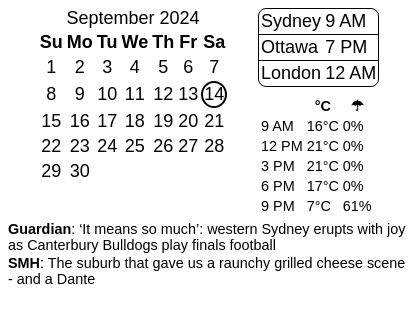 September 2024
Su Mo Tu We Th Fr Sa
1 2 3 4 5 6 7
8 9 10 11 12 13 14
15 16 17 18 19 20 21
22 23 24 25 26 27 28
29 30
Sydney 9 AM
Ottawa 7 PM
London 12 AM
°C ☂
9 AM 16°C 0%
12 PM 21°C 0%
3 PM 21°C 0%
6 PM 17°C 0%
9 PM 7°C 61%
Guardian: ‘It means so much’: western Sydney erupts with joy
as Canterbury Bulldogs play finals football
SMH: The suburb that gave us a raunchy grilled cheese scene
- and a Dante